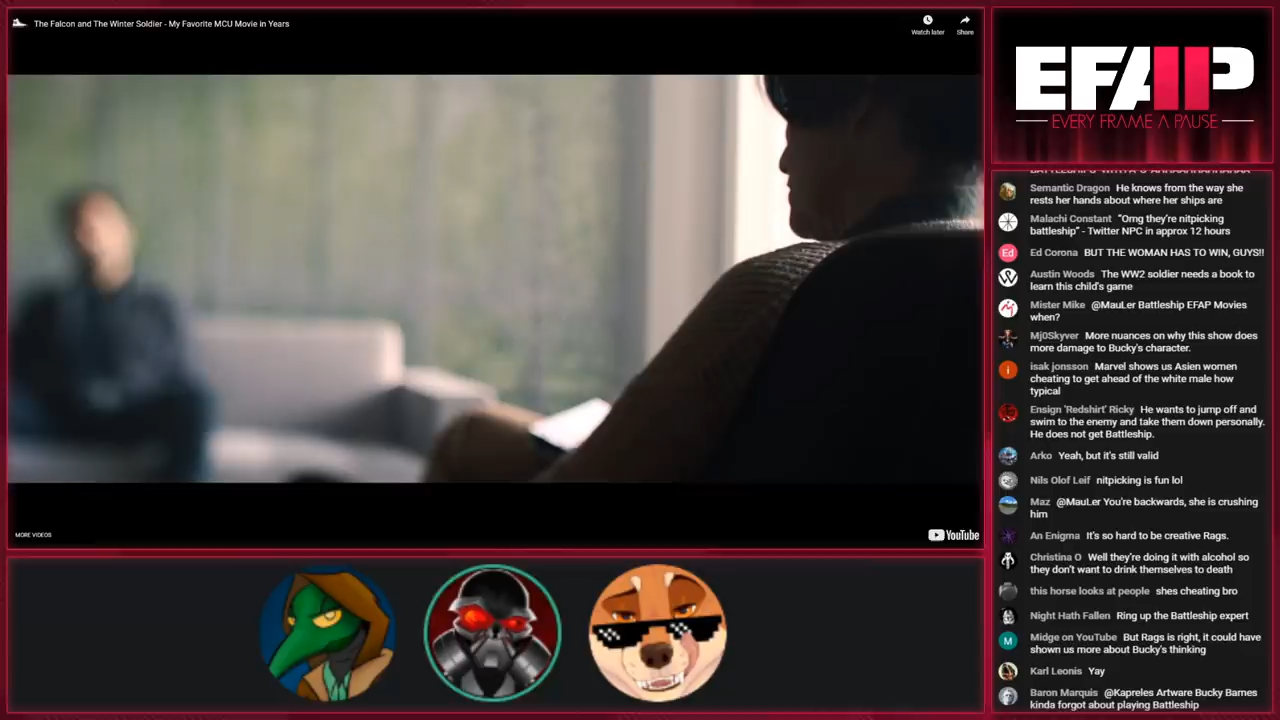 The Falcon and The Winter Soldier - My Favorite MCU Movie in Years
Watch later
Share
MORE VIDEOS
YouTube
EFAP
EVERY FRAME A PAUSE
Semantic Dragon He knows from the way she
rests her hands about where her ships are
Malachi Constant “Omg they're nitpicking
battleship” - Twitter NPC in approx 12 hours
Ed
Ed Corona BUT THE WOMAN HAS TO WIN, GUYS!!
Austin Woods The WW2 soldier needs a book to
learn this child's game
Mister Mike @MauLer Battleship EFAP Movies
when?
Mj0Skyver More nuances on why this show does
more damage to Bucky's character.
i
isak jonsson Marvel shows us Asien women
cheating to get ahead of the white male how
typical
Ensign 'Redshirt' Ricky He wants to jump off and
swim to the enemy and take them down personally.
He does not get Battleship.
Arko Yeah, but it's still valid
Nils Olof Leif nitpicking is fun lol
Maz @MauLer You're backwards, she is crushing
him
An Enigma It's so hard to be creative Rags.
Christina O Well they're doing it with alcohol so
they don't want to drink themselves to death
this horse looks at people shes cheating bro
Night Hath Fallen Ring up the Battleship expert
M
Midge on YouTube But Rags is right, it could have
shown us more about Bucky's thinking
Karl Leonis Yay
Baron Marquis @Kapreles Artware Bucky Barnes
kinda forgot about playing Battleship